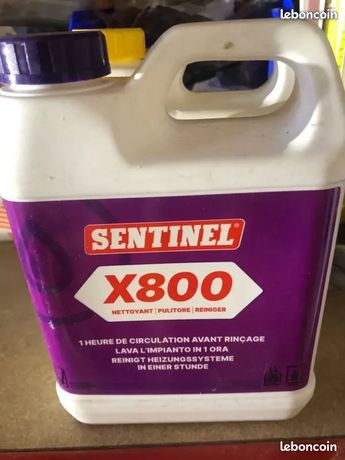 leboncoin
SENTINEL®
X800
NETTOYANT | PULITORE | REINIGER
1 HEURE DE CIRCULATION AVANT RINÇAGE
LAVA L'IMPIANTO IN 1 ORA
REINIGT HEIZUNGSSYSTEME
IN EINER STUNDE
leboncoin